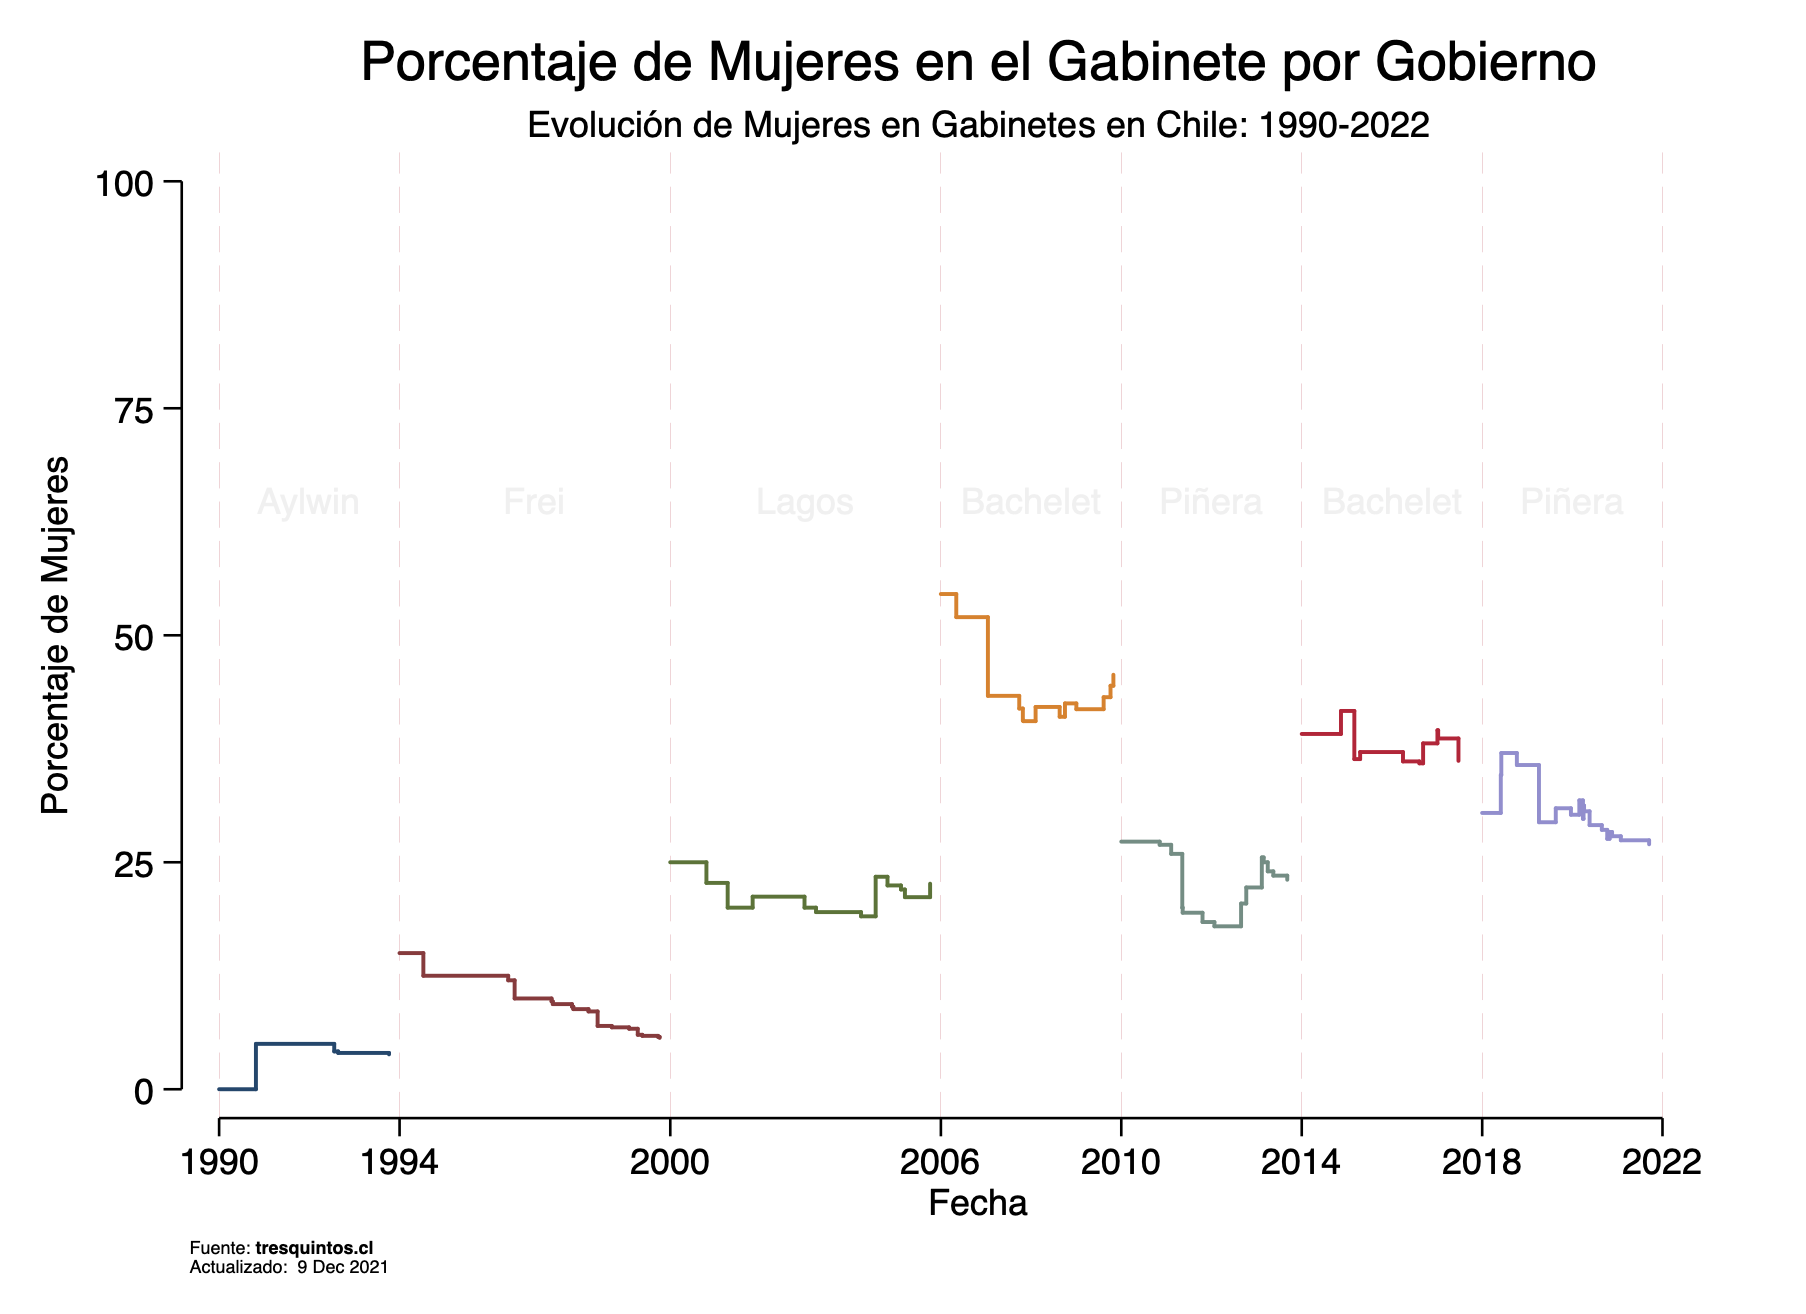 Porcentaje de Mujeres en el Gabinete por Gobierno
Evolución de Mujeres en Gabinetes en Chile: 1990-2022
Porcentaje de Mujeres
100
75
50
25
0
Aylwin Frei Lagos Bachelet Piñera Bachelet Piñera
1990 1994 2000 2006 2010 2014 2018 2022
Fecha
Fuente: tresquintos.cl
Actualizado: 9 Dec 2021